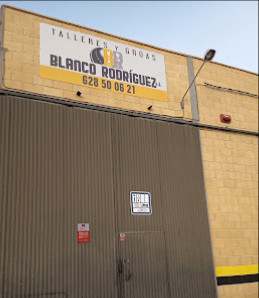 TALLERES Y GRÚAS
BLANCO RODRÍGUEZ S.L.
628 50 06 21